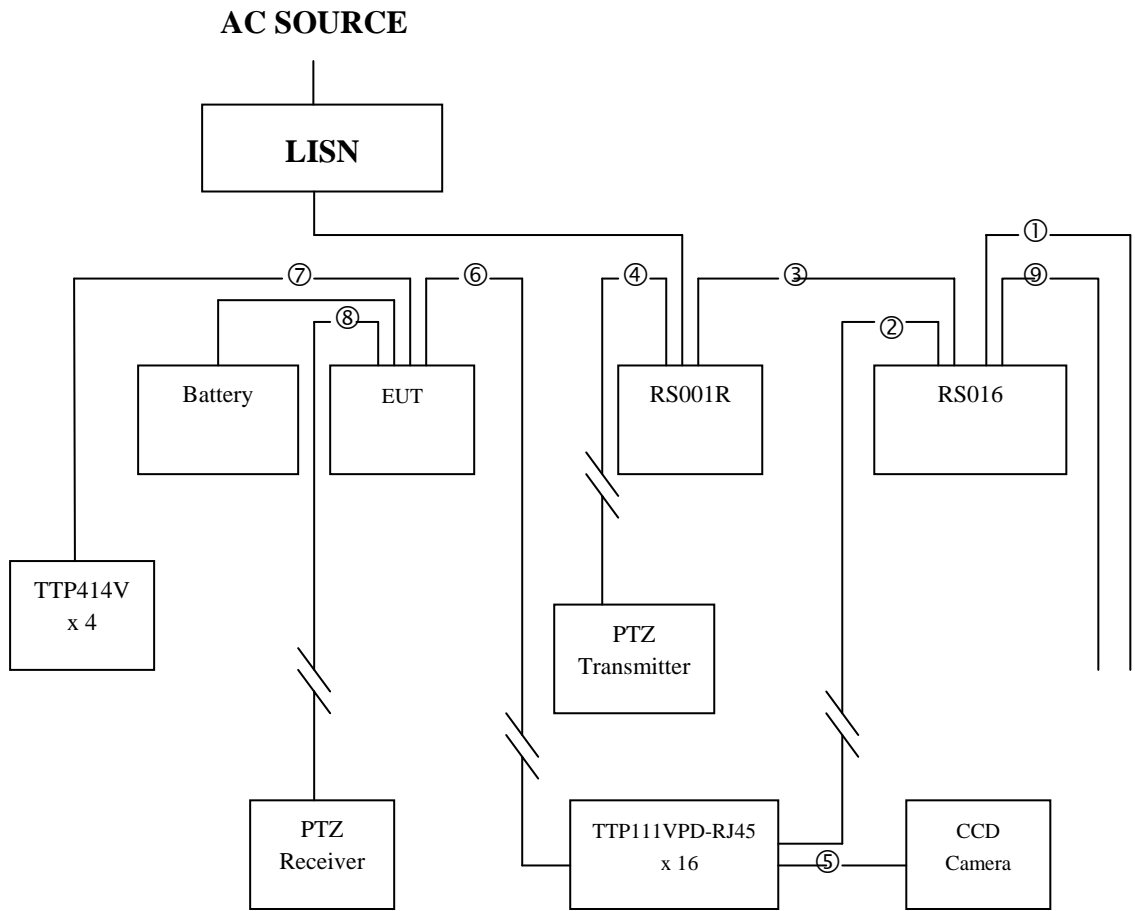 AC SOURCE
LISN
①
⑦
⑥
④
③
⑨
⑧
②
Battery
EUT
RS001R
RS016
TTP414V
x 4
PTZ
Transmitter
PTZ
Receiver
TTP111VPD-RJ45
x 16
⑤
CCD
Camera